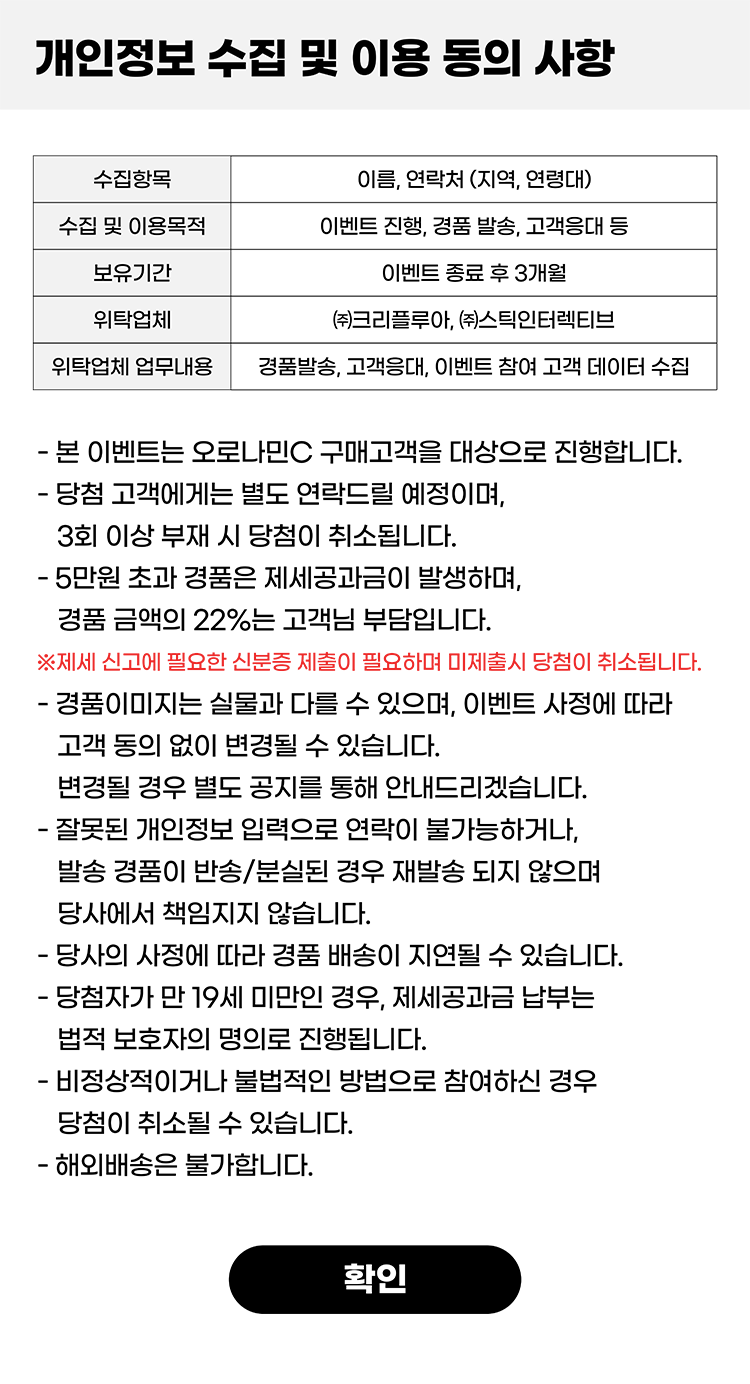 개인정보 수집 및 이용 동의 사항
수집항목 이름, 연락처 (지역, 연령대)
수집 및 이용목적 이벤트 진행, 경품 발송, 고객응대 등
보유기간 이벤트 종료 후 3개월
위탁업체 ㈜크리플루아, ㈜스틱인터렉티브
위탁업체 업무내용 경품발송, 고객응대, 이벤트 참여 고객 데이터 수집
- 본 이벤트는 오로나민C 구매고객을 대상으로 진행합니다.
- 당첨 고객에게는 별도 연락드릴 예정이며,
3회 이상 부재 시 당첨이 취소됩니다.
- 5만원 초과 경품은 제세공과금이 발생하며,
경품 금액의 22%는 고객님 부담입니다.
※제세 신고에 필요한 신분증 제출이 필요하며 미제출시 당첨이 취소됩니다.
- 경품이미지는 실물과 다를 수 있으며, 이벤트 사정에 따라
고객 동의 없이 변경될 수 있습니다.
변경될 경우 별도 공지를 통해 안내드리겠습니다.
- 잘못된 개인정보 입력으로 연락이 불가능하거나,
발송 경품이 반송/분실된 경우 재발송 되지 않으며
당사에서 책임지지 않습니다.
- 당사의 사정에 따라 경품 배송이 지연될 수 있습니다.
- 당첨자가 만 19세 미만인 경우, 제세공과금 납부는
법적 보호자의 명의로 진행됩니다.
- 비정상적이거나 불법적인 방법으로 참여하신 경우
당첨이 취소될 수 있습니다.
- 해외배송은 불가합니다.
확인